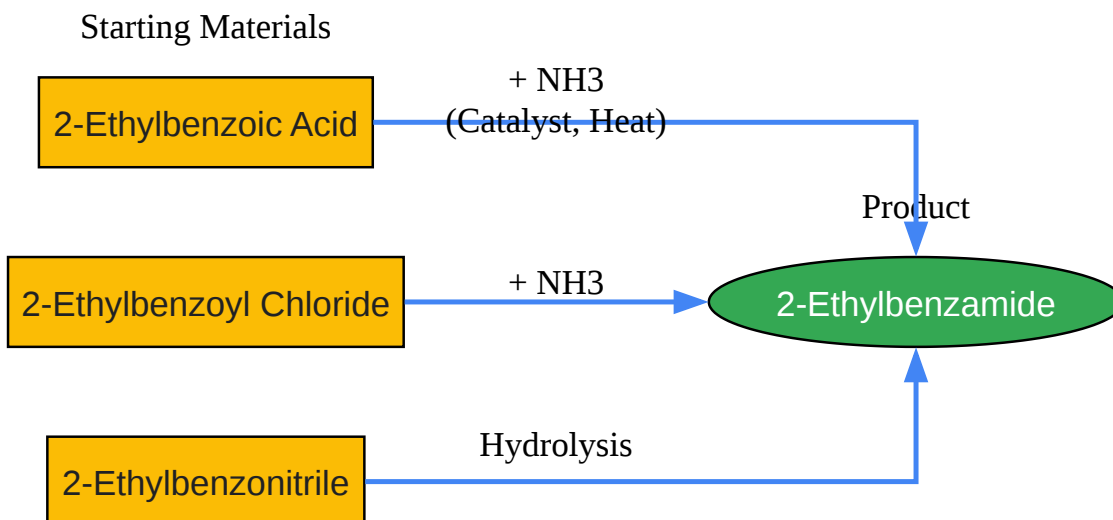 Starting Materials
2-Ethylbenzoic Acid
+ NH3
(Catalyst, Heat)
Product
2-Ethylbenzoyl Chloride
+ NH3
2-Ethylbenzamide
2-Ethylbenzonitrile
Hydrolysis